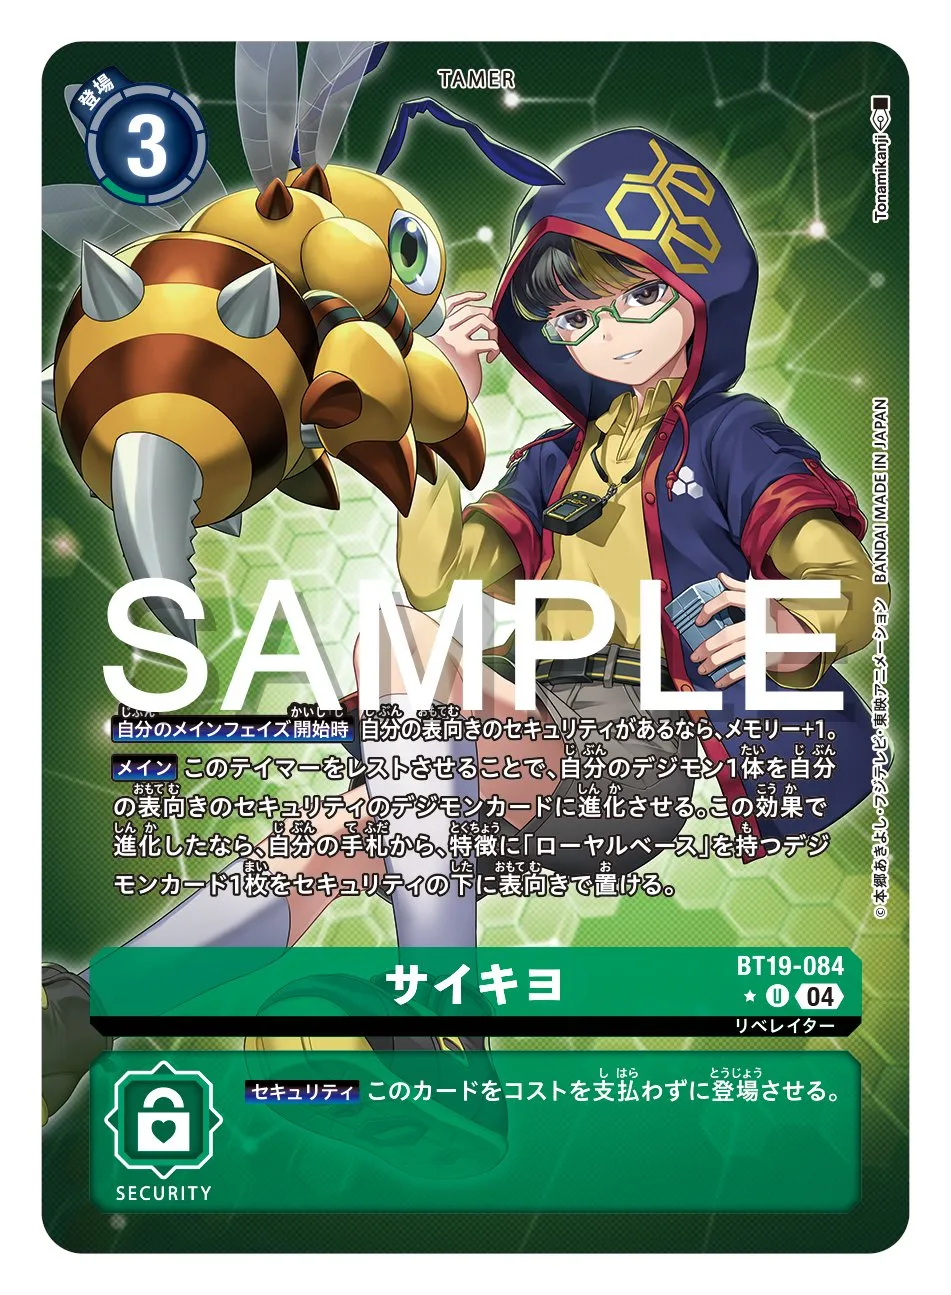 TAMER
登場
3
Tonamikanji
BANDAI MADE IN JAPAN
©本郷あきよし・フジテレビ・東映アニメーション
SAMPLE
自分のメインフェイズ開始時 自分の表向きのセキュリティがあるなら、メモリー+1。
メイン このテイマーをレストさせることで、自分のデジモン1体を自分
の表向きのセキュリティのデジモンカードに進化させる。この効果で
進化したなら、自分の手札から、特徴に「ローヤルベース」を持つデジ
モンカード1枚をセキュリティの下に表向きで置ける。
サイキヨ
BT19-084
U 04
リベレイター
セキュリティ このカードをコストを支払わずに登場させる。
SECURITY